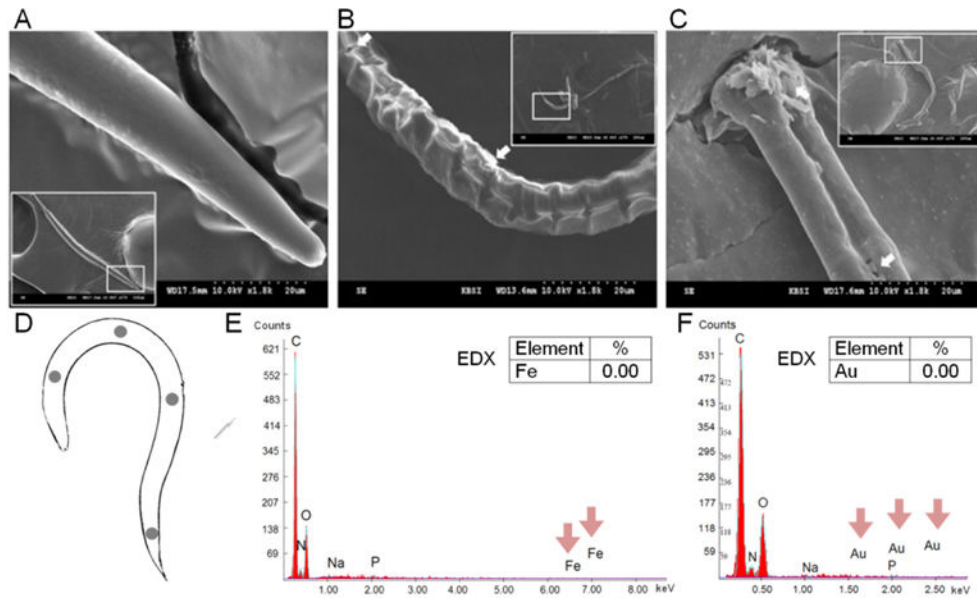 A
B
C
WD17.5mm 10.0kV x1.8k 20um
SE KBSI WD13.6mm 10.0kV x1.8k 20um
SE KBSI WD17.6mm 10.0kV x1.8k 20um
D
E
Counts
621
552
483
414
345
276
207
138
69
C
N
O
Na
P
Fe
Fe
1.00 2.00 3.00 4.00 5.00 6.00 7.00 8.00 keV
EDX
Element %
Fe 0.00
F
Counts
531
472
413
354
295
236
177
118
59
C
N
O
Na
Au
Au
P
Au
0.50 1.00 1.50 2.00 2.50 keV
EDX
Element %
Au 0.00